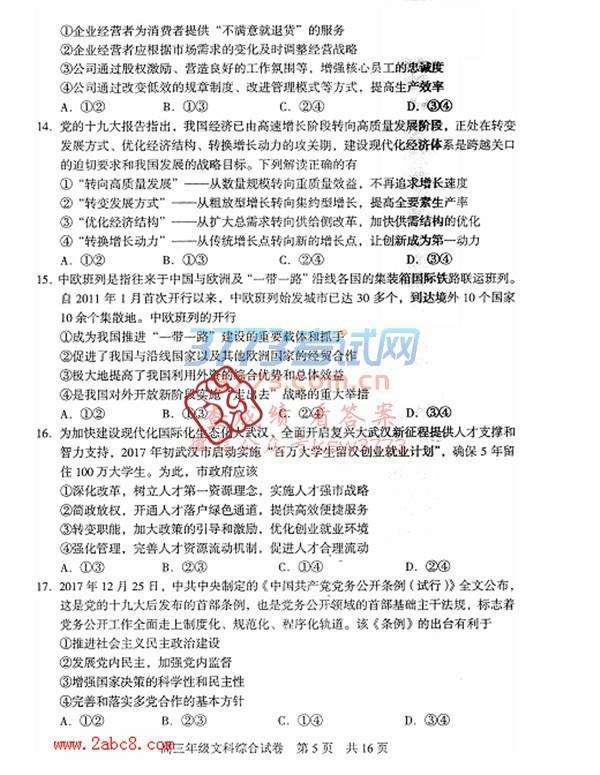 ①企业经营者为消费者提供“不满意就退货”的服务
②企业经营者应根据市场需求的变化及时调整经营战略
③公司通过股权激励、营造良好的工作氛围等，增强核心员工的忠诚度
④公司通过改变低效的规章制度、改进管理模式等方式，提高生产效率
A．①② B．①③ C．②④ D．③④
14．党的十九大报告指出，我国经济已由高速增长阶段转向高质量发展阶段，正处在转变
发展方式、优化经济结构、转换增长动力的攻关期，建设现代化经济体系是跨越关口
的迫切要求和我国发展的战略目标。下列解读正确的有
①“转向高质量发展”——从数量规模转向重质量效益，不再追求增长速度
②“转变发展方式”——从粗放型增长转向集约型增长，提高全要素生产率
③“优化经济结构”——从扩大总需求转向供给侧改革，加快供需结构的优化
④“转换增长动力”——从传统增长点转向新的增长点，让创新成为第一动力
A．①② B．①③ C．②④ D．③④
15．中欧班列是指往来于中国与欧洲及“一带一路”沿线各国的集装箱国际铁路联运班列。
自 2011 年 1 月首次开行以来，中欧班列始发城市已达 30 多个，到达境外 10 个国家
10 余个集散地。中欧班列的开行
①成为我国推进“一带一路”建设的重要载体和抓手
②促进了我国与沿线国家以及其他欧洲国家的经贸合作
③极大地提高了我国利用外资的综合优势和总体效益
④是我国对外开放新阶段实施“走出去”战略的重大举措
A．①② B．①③ C．②④ D．③④
3773考试网
3773.com.cn
查成绩看答案
微信公众号
16．为加快建设现代化国际化生态化大武汉，全面开启复兴大武汉新征程提供人才支撑和
智力支持，2017 年初武汉市启动实施“百万大学生留汉创业就业计划”，确保 5 年留
住 100 万大学生。为此，市政府应该
①深化改革，树立人才第一资源理念，实施人才强市战略
②简政放权，开通人才落户绿色通道，提供高效便捷服务
③转变职能，加大政策的引导和激励，优化创业就业环境
④强化管理，完善人才资源流动机制，促进人才合理流动
A．①③ B．①④ C．②③ D．②④
17．2017 年 12 月 25 日，中共中央制定的《中国共产党党务公开条例（试行）》全文公布，
这是党的十九大后发布的首部条例，也是党务公开领域的首部基础主干法规，标志着
党务公开工作全面走上制度化、规范化、程序化轨道。该《条例》的出台有利于
①推进社会主义民主政治建设
②发展党内民主，加强党内监督
③增强国家决策的科学性和民主性
④完善和落实多党合作的基本方针
A．①② B．②③ C．①④ D．③④
高三年级文科综合试卷 第 5 页 共 16 页
www.2abc8.com